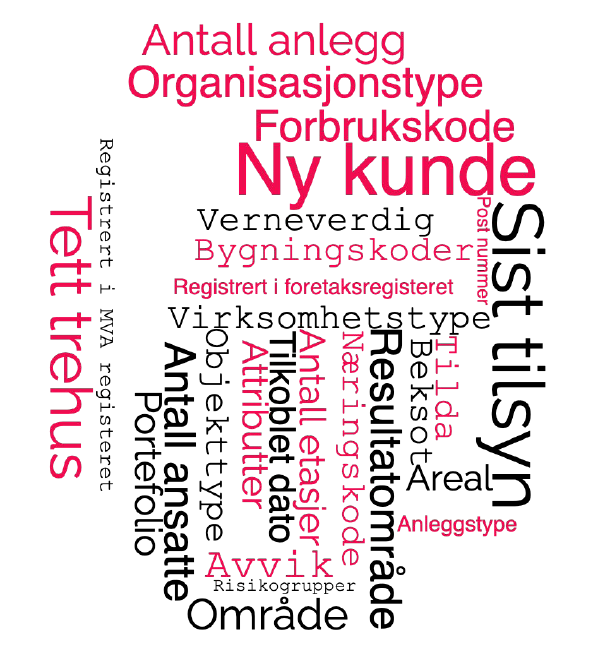 Antall anlegg
Organisasjonstype
Forbrukskode
Ny kunde
Registrert i MVA registeret
Tett trehus
Verneverdig
Post nummer
Sist tilsyn
Bygningskoder
Registrert i foretaksregisteret
Virksomhetstype
Portefolio
Antall ansatte
Objekttype
Attributter
Tilkoblet dato
Antall etasjer
Næringskode
Resultatområde
Beksot
Tilda
Areal
Anleggstype
Avvik
Risikogrupper
Område